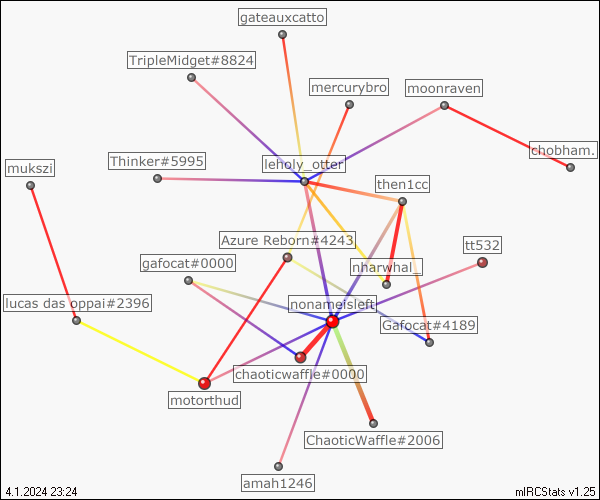 gateauxcatto
TripleMidget#8824
mercurybro
moonraven
chobham.
Thinker#5995
leholy_otter
mukszi
then1cc
Azure Reborn#4243
tt532
gafocat#0000
nharwhal_
lucas das oppai#2396
nonameisleft
Gafocat#4189
chaoticwaffle#0000
motorthud
ChaoticWaffle#2006
amah1246
4.1.2024 23:24
mIRCStats v1.25